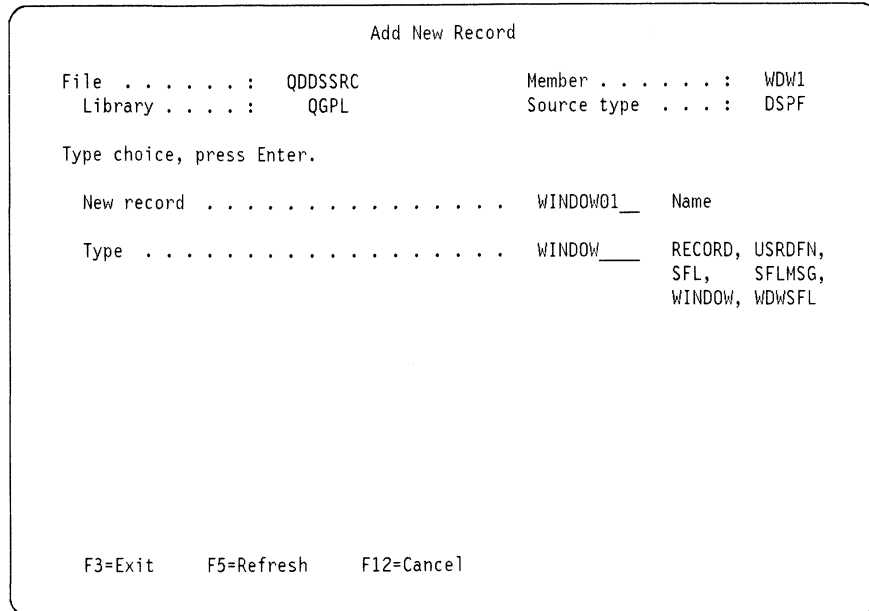 Add New Record
File . . . . . . : QDDSSRC Member . . . . . . : WDW1
Library . . . . : QGPL Source type . . . : DSPF
Type choice, press Enter.
New record . . . . . . . . . . . . . . . WINDOW01__ Name
Type . . . . . . . . . . . . . . . . . . WINDOW____ RECORD, USRDFN,
SFL, SFLMSG,
WINDOW, WDWSFL
F3=Exit F5=Refresh F12=Cancel